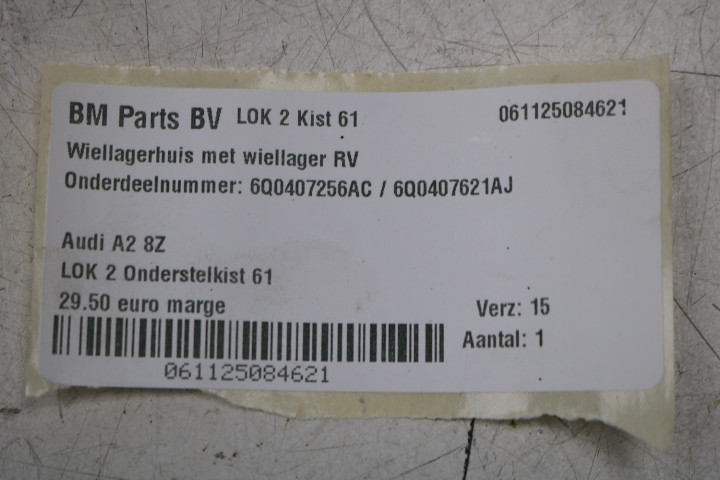 BM Parts BV LOK 2 Kist 61 061125084621
Wiellagerhuis met wiellager RV
Onderdeelnummer: 6Q0407256AC / 6Q0407621AJ
Audi A2 8Z
LOK 2 Onderstelkist 61
29.50 euro marge Verz: 15
Aantal: 1
061125084621